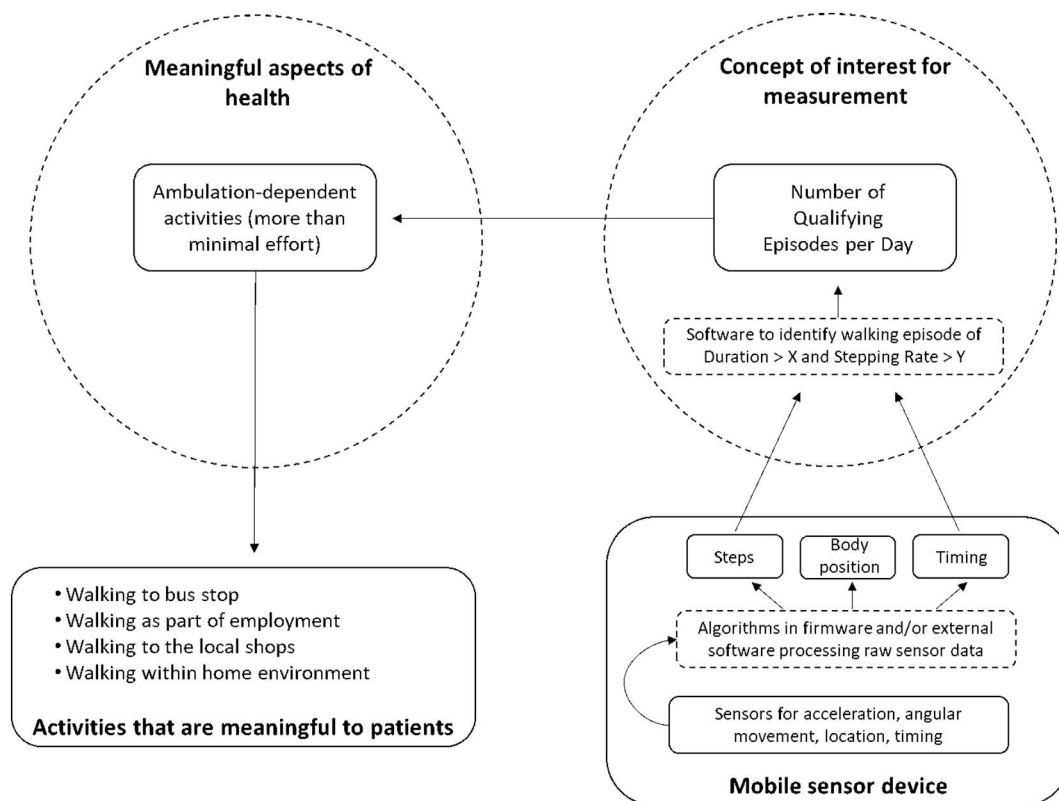 Meaningful aspects of
health
Ambulation-dependent
activities (more than
minimal effort)
• Walking to bus stop
• Walking as part of employment
• Walking to the local shops
• Walking within home environment
Activities that are meaningful to patients
Concept of interest for
measurement
Number of
Qualifying
Episodes per Day
Software to identify walking episode of
Duration > X and Stepping Rate > Y
Steps
Body
position
Timing
Algorithms in firmware and/or external
software processing raw sensor data
Sensors for acceleration, angular
movement, location, timing
Mobile sensor device